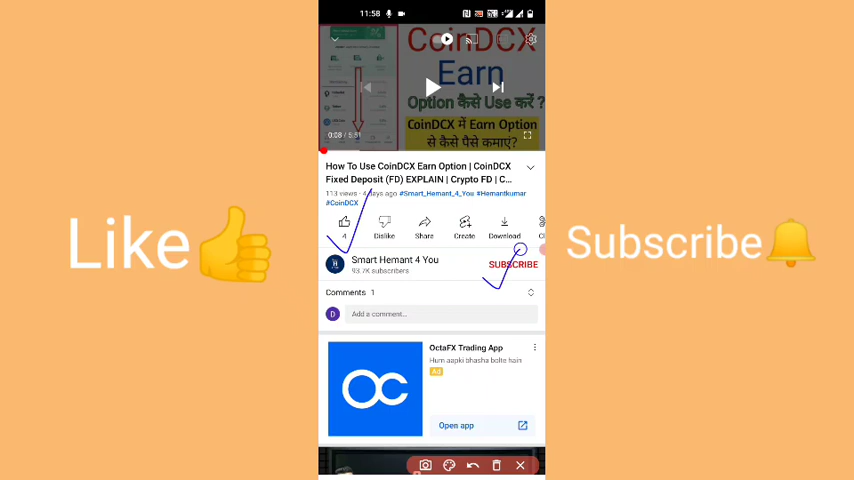 11:58
CoinDCX
Earn
Option कैसे Use करें ?
CoinDCX में Earn Option
से कैसे पैसे कमाएं?
0:08 / 5:51
How To Use CoinDCX Earn Option | CoinDCX
Fixed Deposit (FD) EXPLAIN | Crypto FD | C...
113 views · 4 days ago #Smart_Hemant_4_You #Hemantkumar
#CoinDCX
4 Dislike Share Create Download
Like👍
Smart Hemant 4 You
93.7K subscribers
SUBSCRIBE
Subscribe🔔
Comments 1
D
Add a comment...
OctaFX Trading App
Hum aapki bhasha bolte hain
Ad
OC
Open app